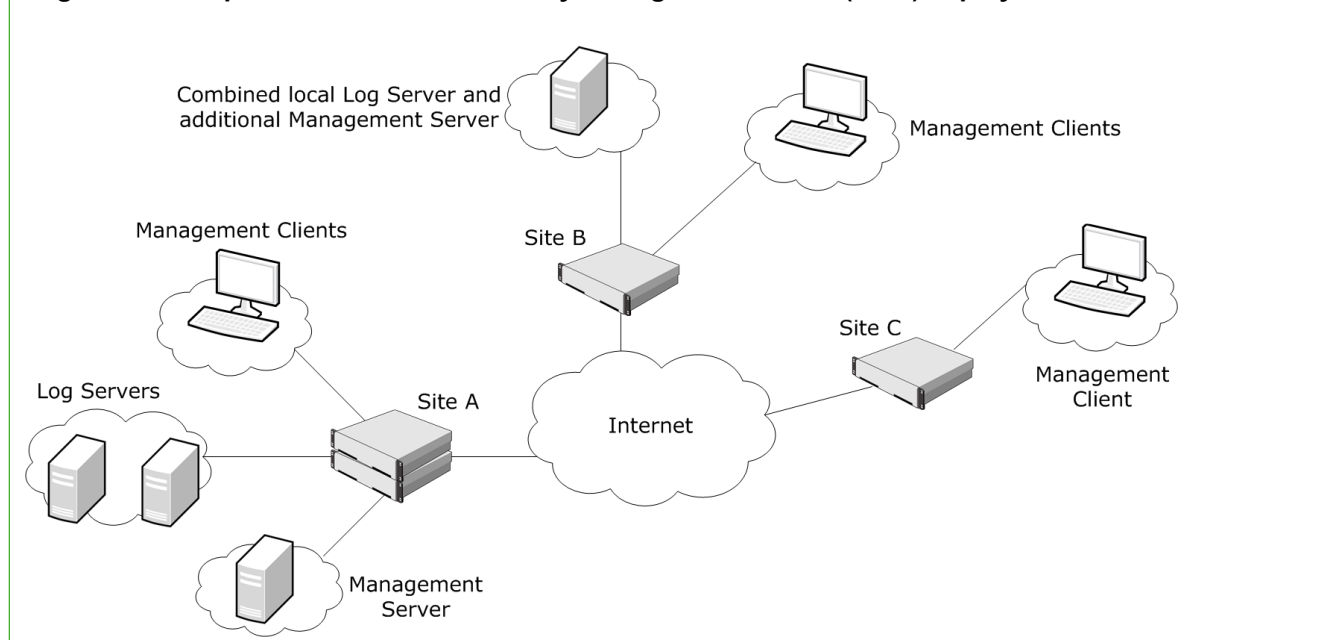 Combined local Log Server and
additional Management Server
Management Clients
Management Clients
Site B
Site C
Management
Client
Log Servers
Site A
Internet
Management
Server